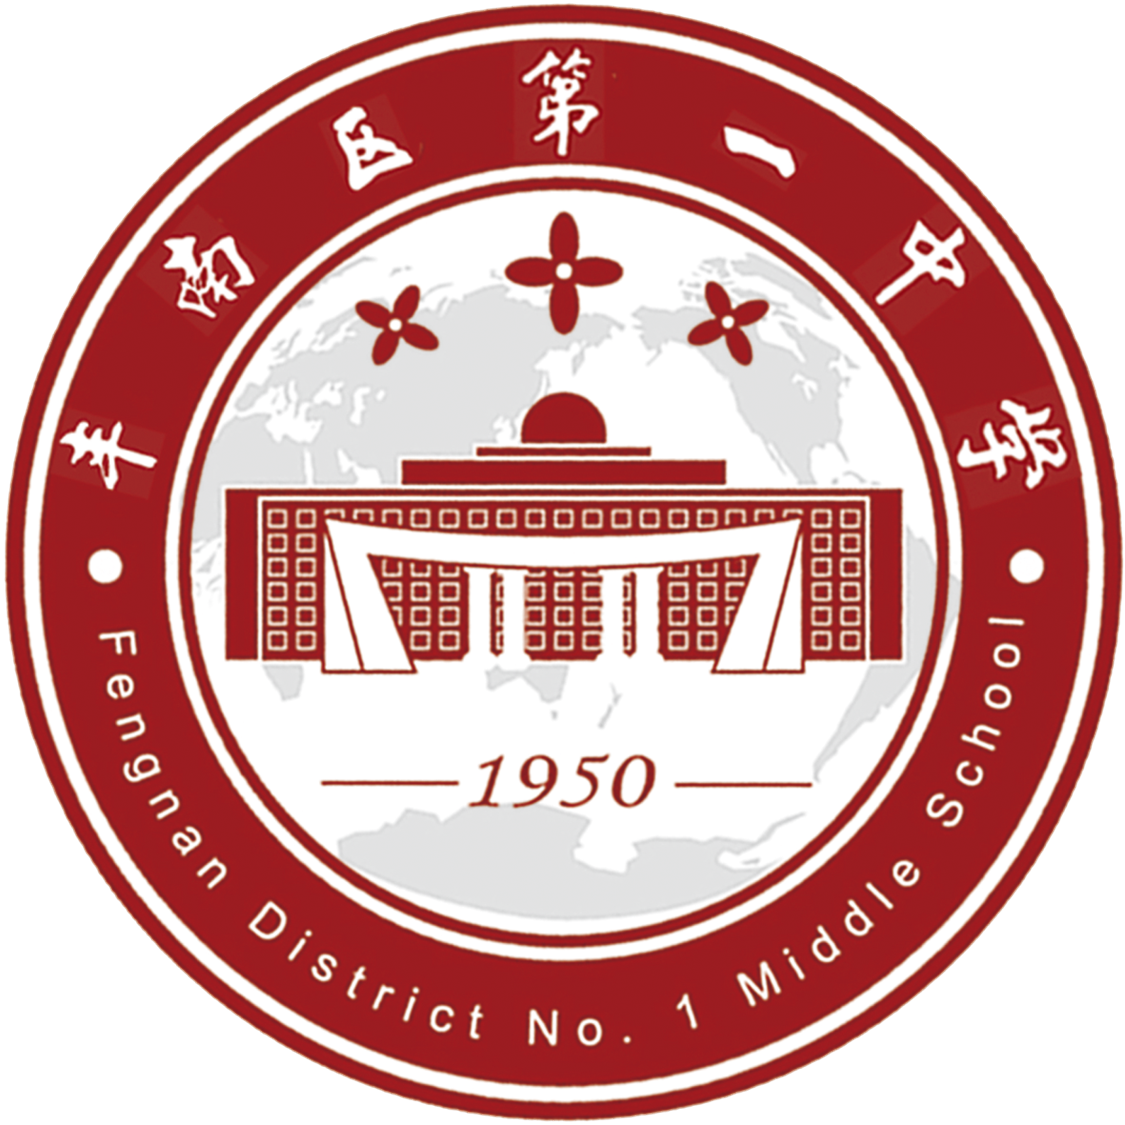 丰南区第一中学
1950
Fengnan District No. 1 Middle School